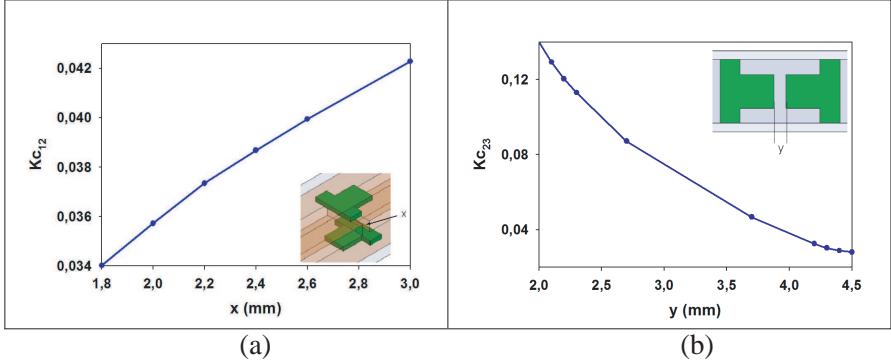 0,042
0,040
0,038
0,036
0,034
Kc12
x
1,8 2,0 2,2 2,4 2,6 2,8 3,0
x (mm)
(a)
0,12
0,08
0,04
Kc23
y
2,0 2,5 3,0 3,5 4,0 4,5
y (mm)
(b)